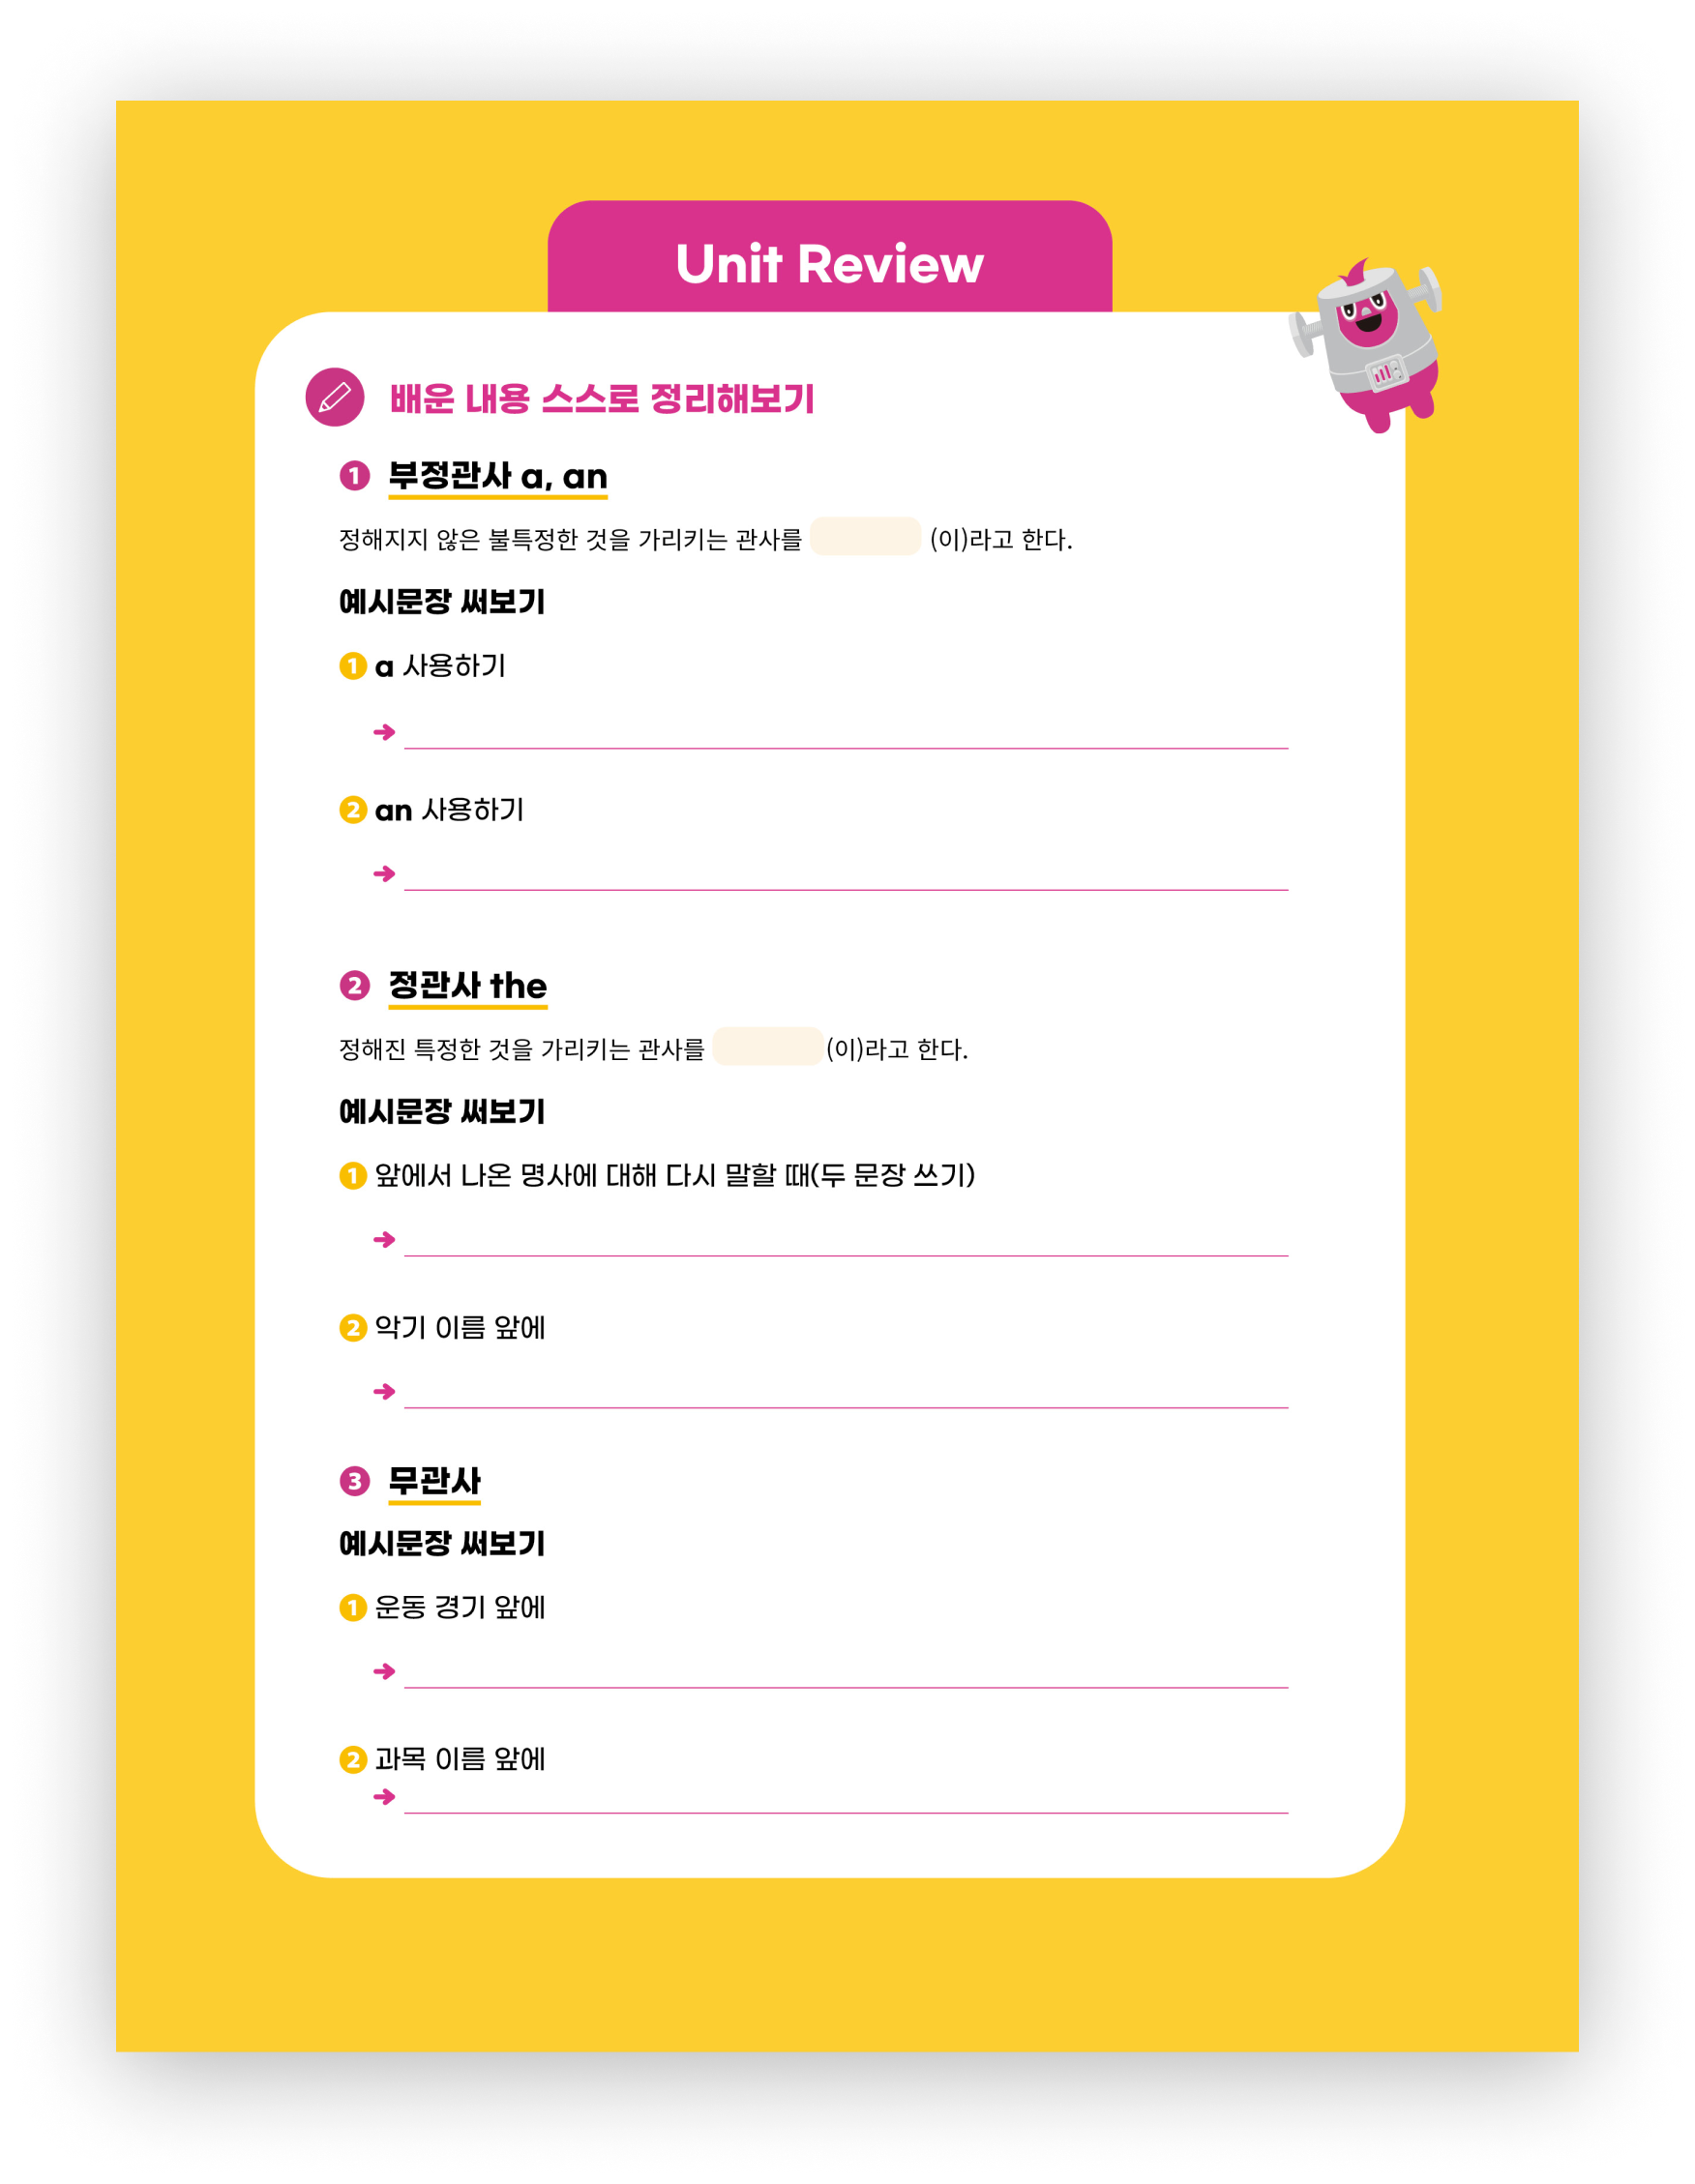 Unit Review
배운 내용 스스로 정리해보기
1 부정관사 a, an
정해지지 않은 불특정한 것을 가리키는 관사를 (이)라고 한다.
예시문장 써보기
1 a 사용하기
➜
2 an 사용하기
➜
2 정관사 the
정해진 특정한 것을 가리키는 관사를 (이)라고 한다.
예시문장 써보기
1 앞에서 나온 명사에 대해 다시 말할 때(두 문장 쓰기)
➜
2 악기 이름 앞에
➜
3 무관사
예시문장 써보기
1 운동 경기 앞에
➜
2 과목 이름 앞에
➜